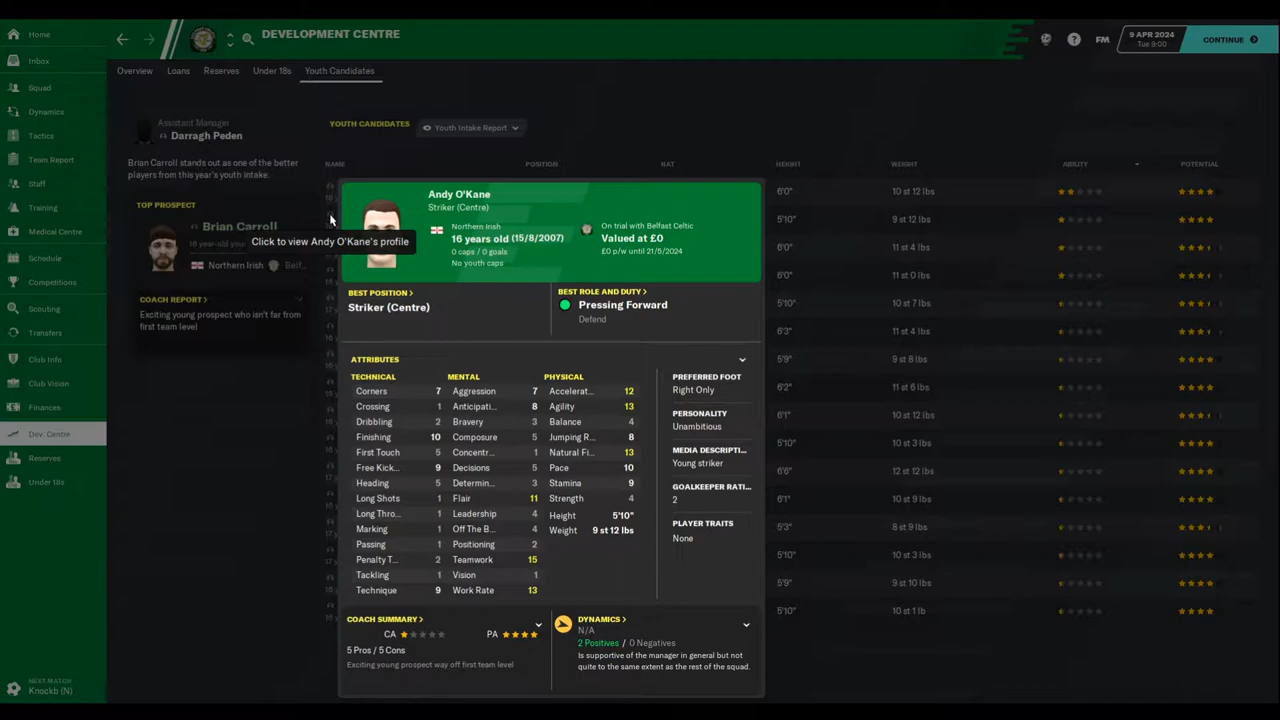 Home
Inbox
Squad
Dynamics
Tactics
Team Report
Staff
Training
Medical Centre
Schedule
Competitions
Scouting
Transfers
Club Info
Club Vision
Finances
Dev. Centre
Reserves
Under 18s
NEXT MATCH
Knockb (N)
DEVELOPMENT CENTRE
FM
9 APR 2024
Tue 9:00
CONTINUE
Overview Loans Reserves Under 18s Youth Candidates
Assistant Manager
Darragh Peden
Brian Carroll stands out as one of the better
players from this year's youth intake.
TOP PROSPECT
Brian Carroll
Northern Irish Belf...
COACH REPORT >
Exciting young prospect who isn't far from
first team level
YOUTH CANDIDATES Youth Intake Report
NAME POSITION NAT HEIGHT WEIGHT ABILITY POTENTIAL
6'0" 10 st 12 lbs
5'10" 9 st 12 lbs
6'0" 11 st 4 lbs
6'0" 11 st 0 lbs
5'10" 10 st 7 lbs
6'3" 11 st 4 lbs
5'9" 9 st 8 lbs
6'2" 11 st 6 lbs
6'1" 10 st 12 lbs
5'10" 10 st 3 lbs
6'6" 12 st 12 lbs
6'1" 10 st 9 lbs
5'3" 8 st 9 lbs
5'10" 10 st 3 lbs
5'9" 9 st 10 lbs
5'10" 10 st 1 lb
Click to view Andy O'Kane's profile
Andy O'Kane
Striker (Centre)
Northern Irish
16 years old (15/8/2007)
0 caps / 0 goals
No youth caps
On trial with Belfast Celtic
Valued at £0
£0 p/w until 21/5/2024
BEST POSITION >
Striker (Centre)
BEST ROLE AND DUTY >
Pressing Forward
Defend
ATTRIBUTES
TECHNICAL MENTAL PHYSICAL
Corners 7 Aggression 7 Accelerat... 12
Crossing 1 Anticipati... 8 Agility 13
Dribbling 2 Bravery 3 Balance 4
Finishing 10 Composure 5 Jumping R... 8
First Touch 5 Concentr... 1 Natural Fi... 13
Free Kick... 9 Decisions 5 Pace 10
Heading 5 Determin... 3 Stamina 9
Long Shots 1 Flair 11 Strength 4
Long Thro... 1 Leadership 4 Height 5'10"
Marking 1 Off The B... 4 Weight 9 st 12 lbs
Passing 1 Positioning 2
Penalty T... 2 Teamwork 15
Tackling 1 Vision 1
Technique 9 Work Rate 13
PREFERRED FOOT
Right Only
PERSONALITY
Unambitious
MEDIA DESCRIPTI...
Young striker
GOALKEEPER RATI...
2
PLAYER TRAITS
None
COACH SUMMARY >
CA PA
5 Pros / 5 Cons
Exciting young prospect way off first team level
DYNAMICS >
N/A
2 Positives / 0 Negatives
Is supportive of the manager in general but not
quite to the same extent as the rest of the squad.